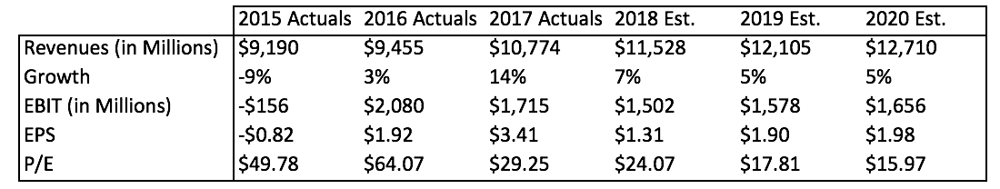 2015 Actuals 2016 Actuals 2017 Actuals 2018 Est. 2019 Est. 2020 Est.
Revenues (in Millions) $9,190 $9,455 $10,774 $11,528 $12,105 $12,710
Growth -9% 3% 14% 7% 5% 5%
EBIT (in Millions) -$156 $2,080 $1,715 $1,502 $1,578 $1,656
EPS -$0.82 $1.92 $3.41 $1.31 $1.90 $1.98
P/E $49.78 $64.07 $29.25 $24.07 $17.81 $15.97